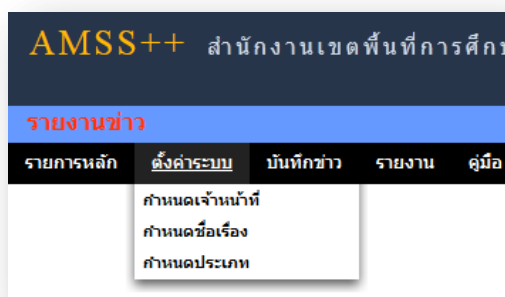 AMSS++ สำนักงานเขตพื้นที่การศึก
รายงานข่าว
รายการหลัก ตั้งค่าระบบ บันทึกข่าว รายงาน คู่มือ
กำหนดเจ้าหน้าที่
กำหนดชื่อเรื่อง
กำหนดประเภท